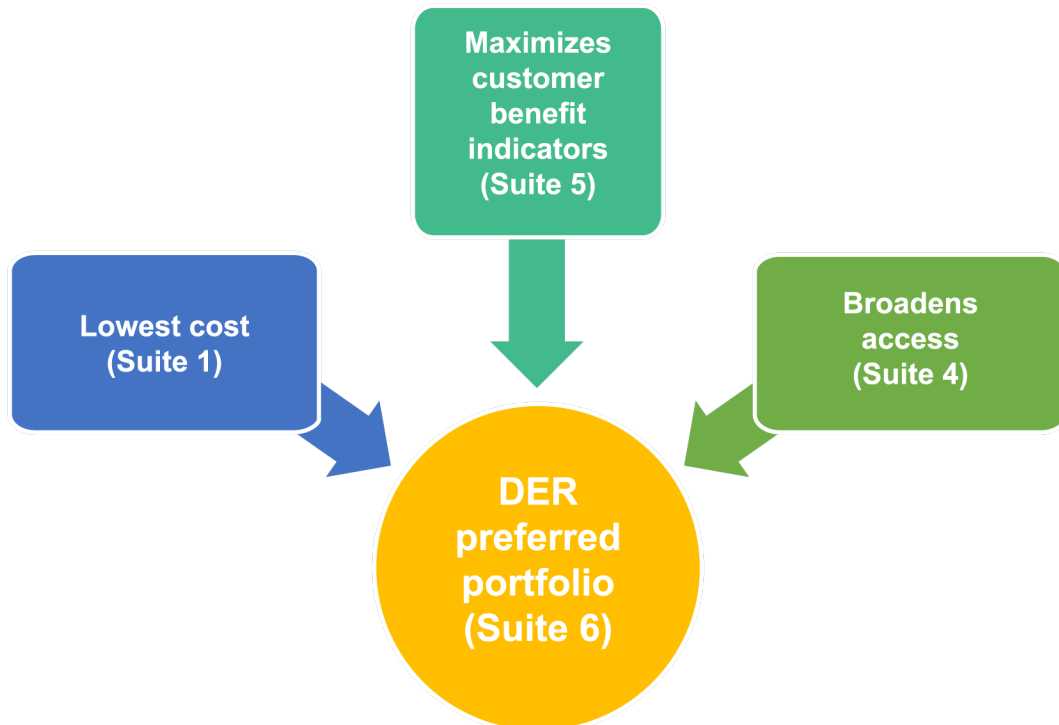 Maximizes
customer
benefit
indicators
(Suite 5)
Lowest cost
(Suite 1)
Broadens
access
(Suite 4)
DER
preferred
portfolio
(Suite 6)